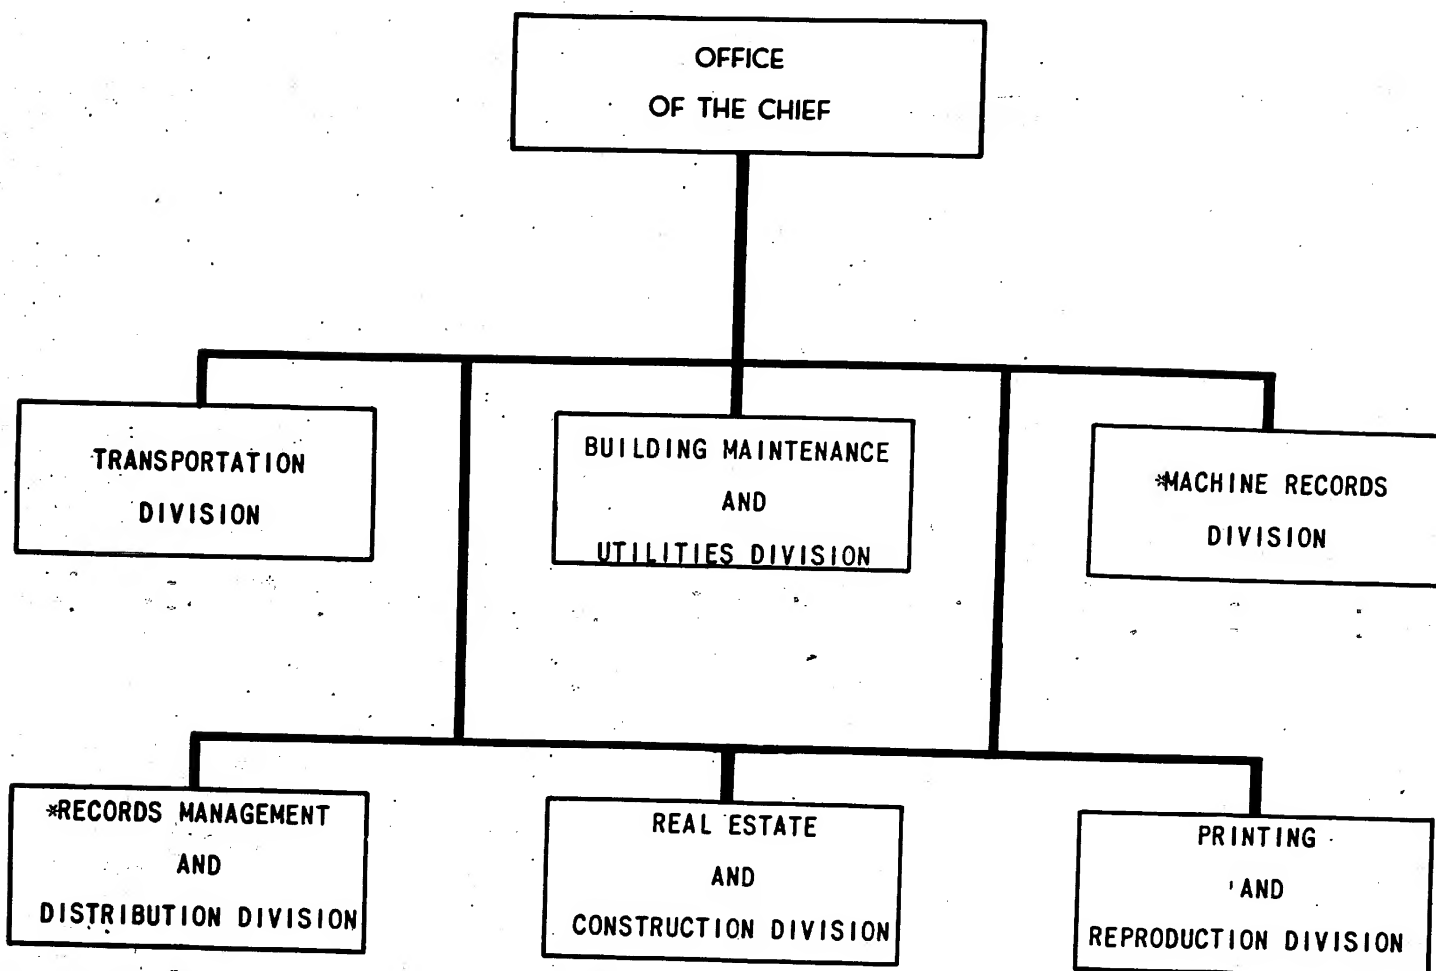 OFFICE
OF THE CHIEF
TRANSPORTATION
DIVISION
BUILDING MAINTENANCE
AND
UTILITIES DIVISION
*MACHINE RECORDS
DIVISION
*RECORDS MANAGEMENT
AND
DISTRIBUTION DIVISION
REAL ESTATE
AND
CONSTRUCTION DIVISION
PRINTING
AND
REPRODUCTION DIVISION